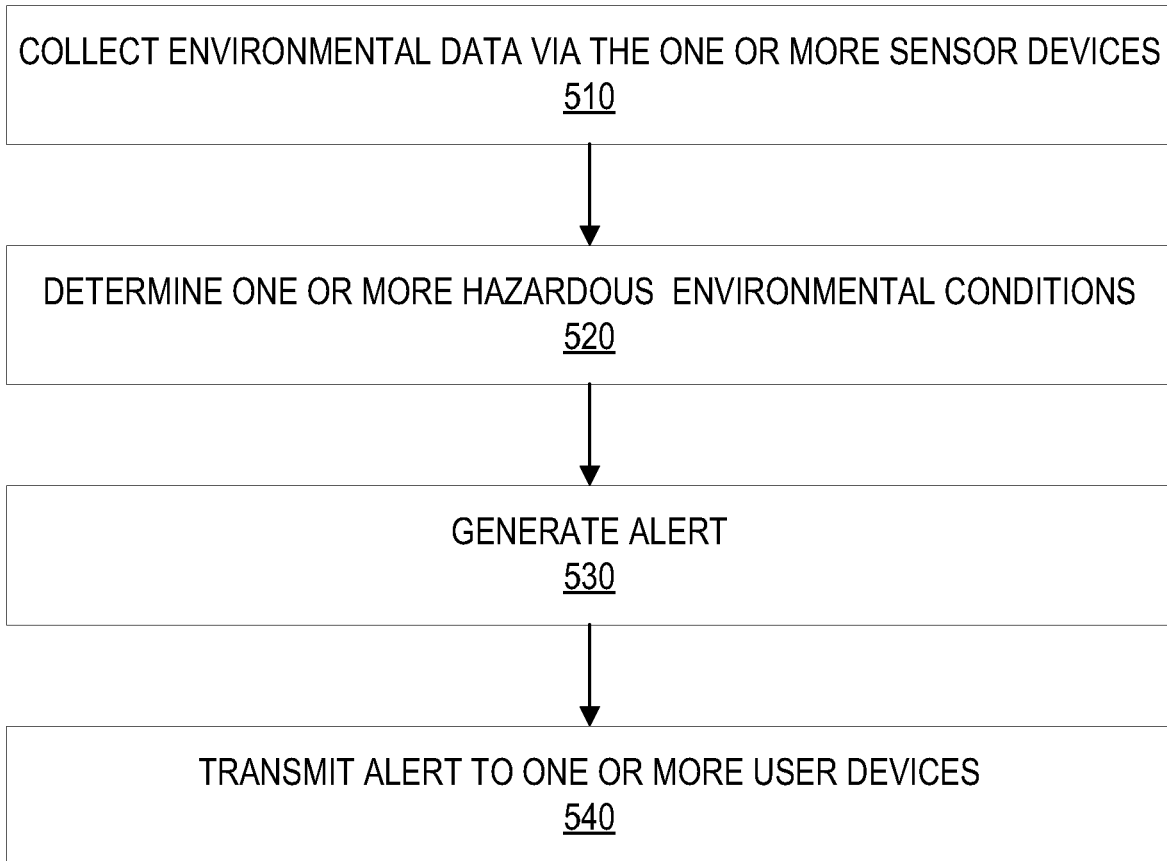 COLLECT ENVIRONMENTAL DATA VIA THE ONE OR MORE SENSOR DEVICES
510
DETERMINE ONE OR MORE HAZARDOUS ENVIRONMENTAL CONDITIONS
520
GENERATE ALERT
530
TRANSMIT ALERT TO ONE OR MORE USER DEVICES
540